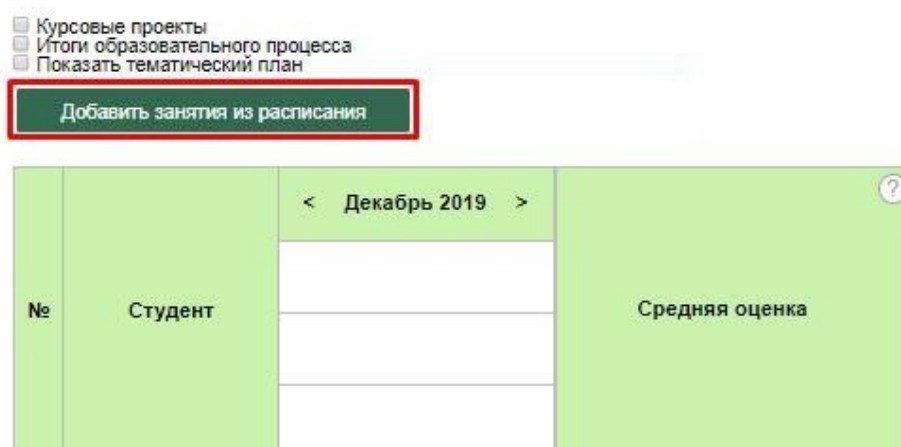 Курсовые проекты
Итоги образовательного процесса
Показать тематический план
Добавить занятия из расписания
< Декабрь 2019 >
?
№
Студент
Средняя оценка